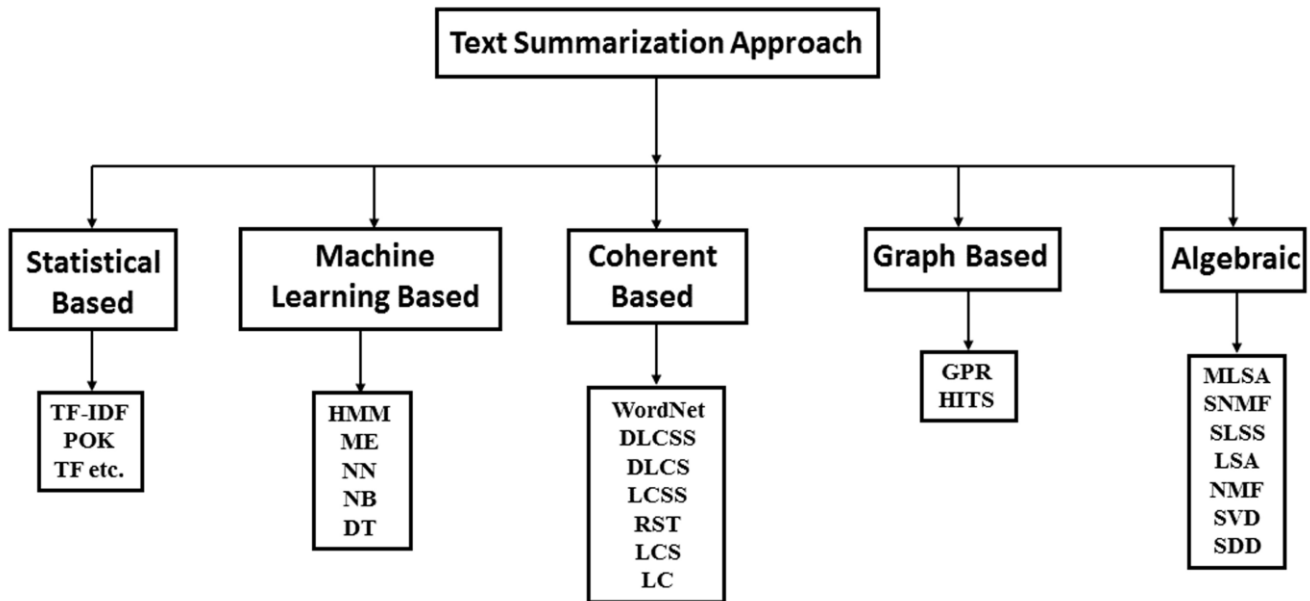 Text Summarization Approach
Statistical
Based
Machine
Learning Based
Coherent
Based
Graph Based
Algebraic
TF-IDF
POK
TF etc.
HMM
ME
NN
NB
DT
WordNet
DLCSS
DLCS
LCSS
RST
LCS
LC
GPR
HITS
MLSA
SNMF
SLSS
LSA
NMF
SVD
SDD